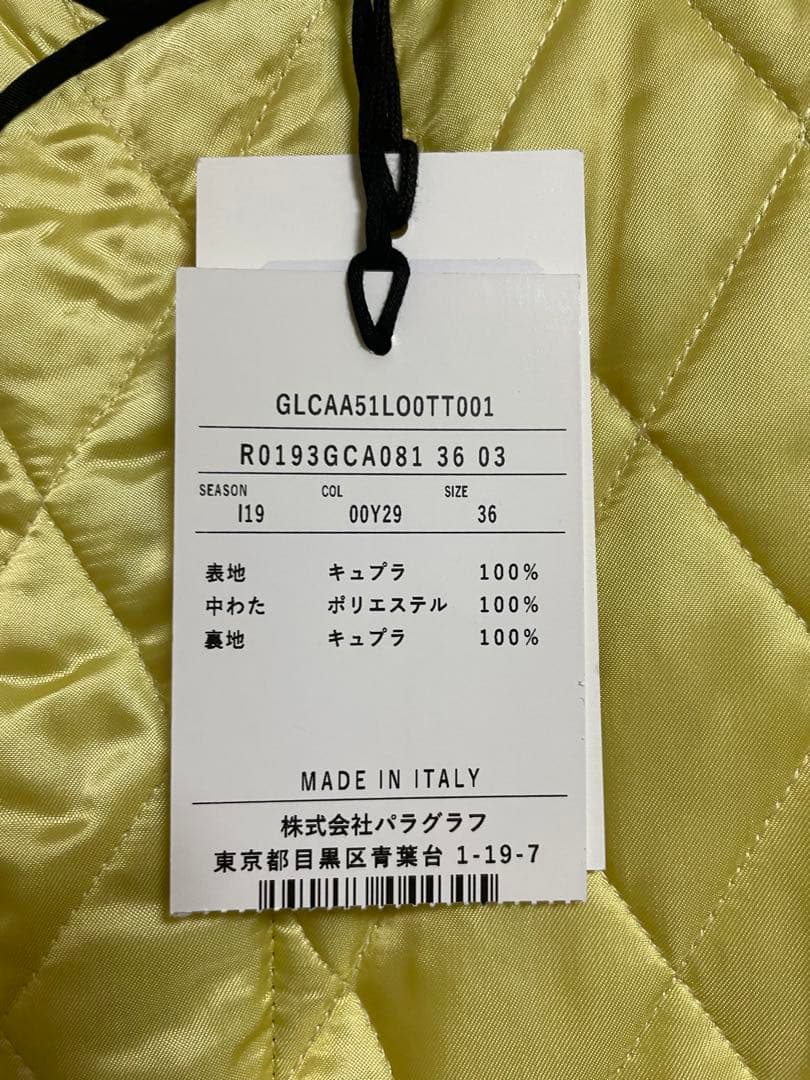 GLCAA51LO0TT001
R0193GCA081 36 03
SEASON COL SIZE
I19 00Y29 36
表地 キュプラ 100%
中わた ポリエステル 100%
裏地 キュプラ 100%
MADE IN ITALY
株式会社パラグラフ
東京都目黒区青葉台 1-19-7